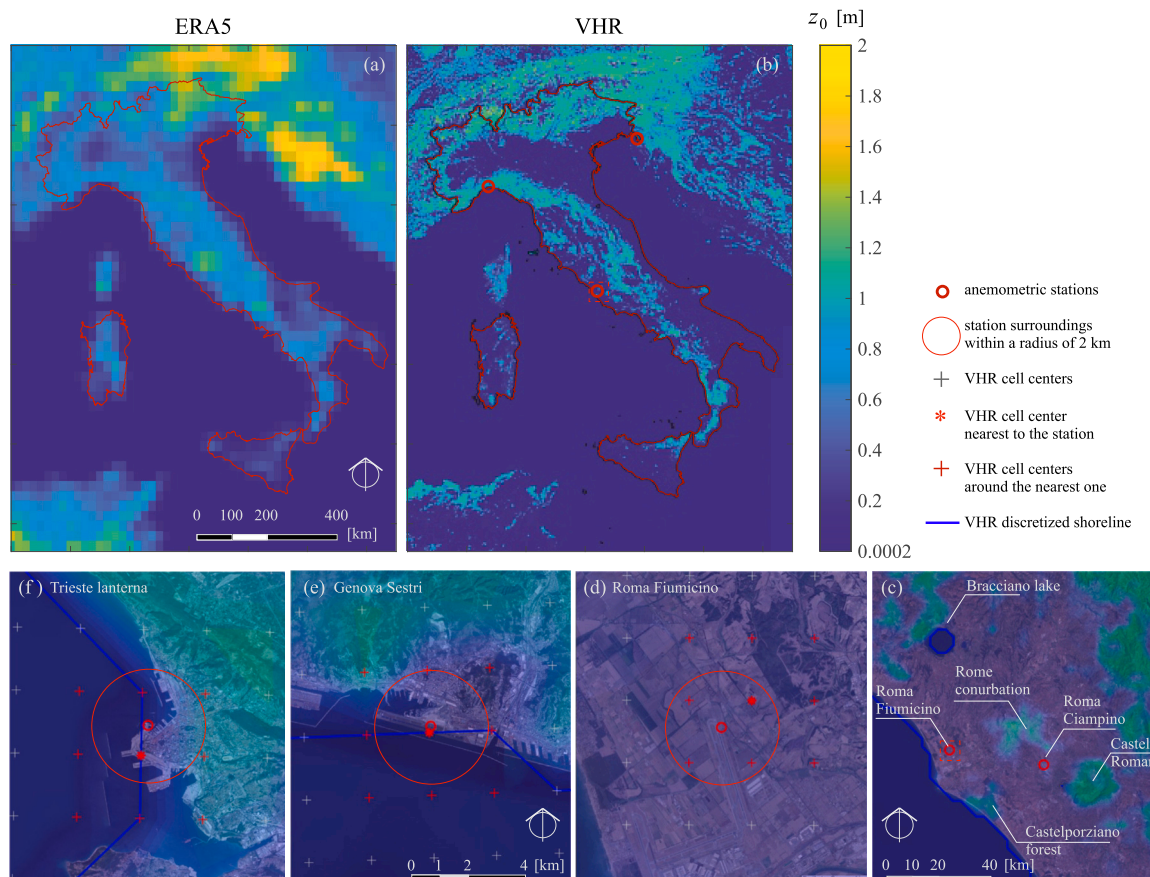 ERA5
VHR
z0 [m]
(a)
(b)
2
1.8
1.6
1.4
1.2
1
0.8
0.6
0.4
0.2
0.0002
0
100
200
400
[km]
anemometric stations
station surroundings
within a radius of 2 km
VHR cell centers
VHR cell center
nearest to the station
VHR cell centers
around the nearest one
VHR discretized shoreline
(f) Trieste lanterna
(e) Genova Sestri
0 1 2 4 [km]
(d) Roma Fiumicino
(c)
Bracciano lake
Rome
conurbation
Roma
Fiumicino
Roma
Ciampino
Castel
Roman
Castelporziano
forest
0 20 40 [km]